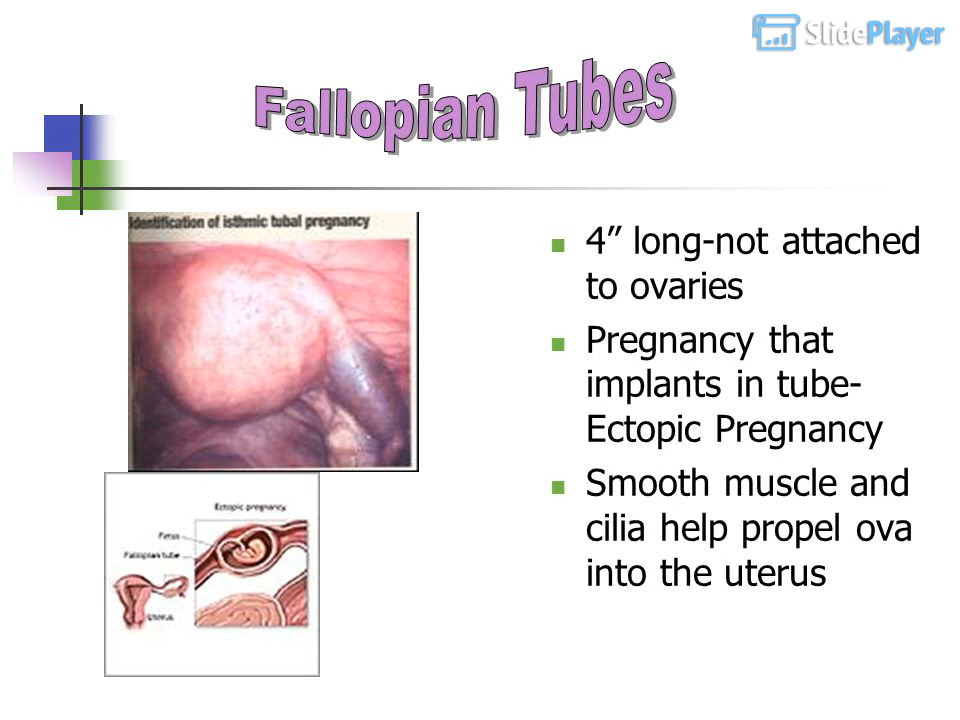 SlidePlayer
Fallopian Tubes
identification of isthmic tubal pregnancy
4” long-not attached
to ovaries
Pregnancy that
implants in tube-
Ectopic Pregnancy
Smooth muscle and
cilia help propel ova
into the uterus
Ectopic pregnancy
Fetus
Fallopian tube
Uterus